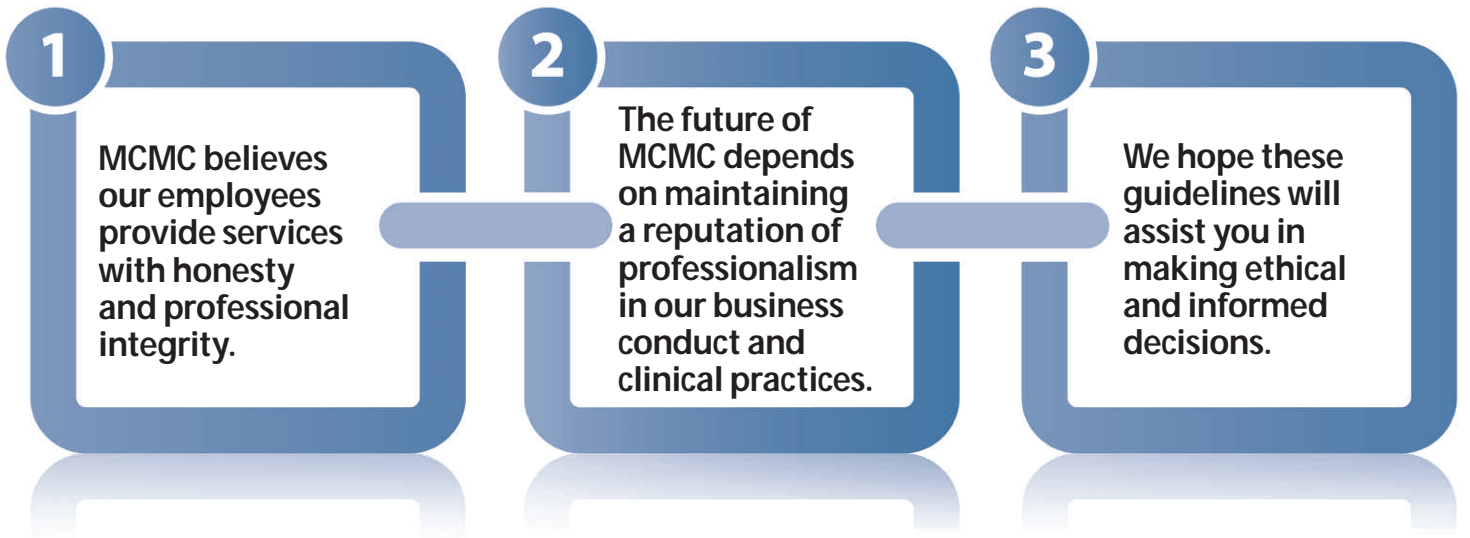 1
MCMC believes
our employees
provide services
with honesty
and professional
integrity.
2
The future of
MCMC depends
on maintaining
a reputation of
professionalism
in our business
conduct and
clinical practices.
3
We hope these
guidelines will
assist you in
making ethical
and informed
decisions.